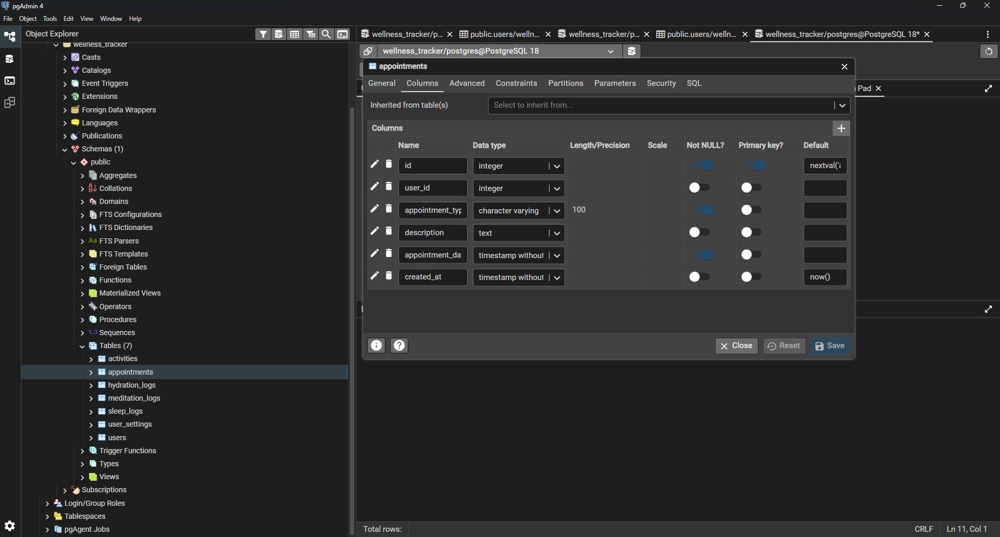 pgAdmin 4
File Object Tools Edit View Window Help
Object Explorer
wellness_tracker/p... public.users/welln... wellness_tracker/p... public.users/welln... wellness_tracker/postgres@PostgreSQL 18*
wellness_tracker/postgres@PostgreSQL 18
wellness_tracker
Casts
Catalogs
Event Triggers
Extensions
Foreign Data Wrappers
Languages
Publications
Schemas (1)
public
Aggregates
Collations
Domains
FTS Configurations
FTS Dictionaries
Aa FTS Parsers
FTS Templates
Foreign Tables
Functions
Materialized Views
Operators
Procedures
1..3 Sequences
Tables (7)
activities
appointments
hydration_logs
meditation_logs
sleep_logs
user_settings
users
Trigger Functions
Types
Views
Subscriptions
Login/Group Roles
Tablespaces
pgAgent Jobs
appointments
General Columns Advanced Constraints Partitions Parameters Security SQL
Pad
Inherited from table(s) Select to inherit from...
Columns
Name Data type Length/Precision Scale Not NULL? Primary key? Default
id integer nextval('a
user_id integer
appointment_typ character varying 100
description text
appointment_da timestamp without
created_at timestamp without now()
Close Reset Save
Total rows:
CRLF Ln 11, Col 1